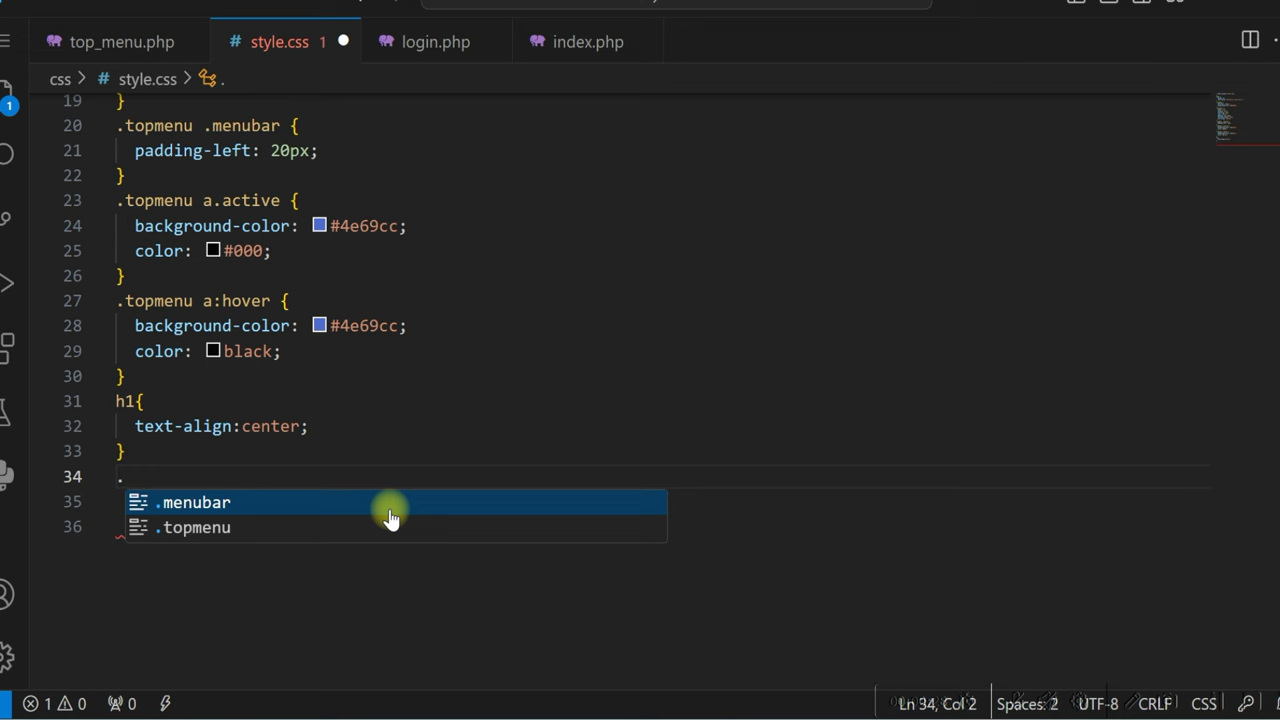 top_menu.php # style.css 1 login.php index.php
css > # style.css > .
1
19 }
20 .topmenu .menubar {
21 padding-left: 20px;
22 }
23 .topmenu a.active {
24 background-color: #4e69cc;
25 color: #000;
26 }
27 .topmenu a:hover {
28 background-color: #4e69cc;
29 color: black;
30 }
31 h1{
32 text-align:center;
33 }
34 .
35 .menubar
36 .topmenu
1 0 0 Ln 34, Col 2 Spaces: 2 UTF-8 CRLF CSS